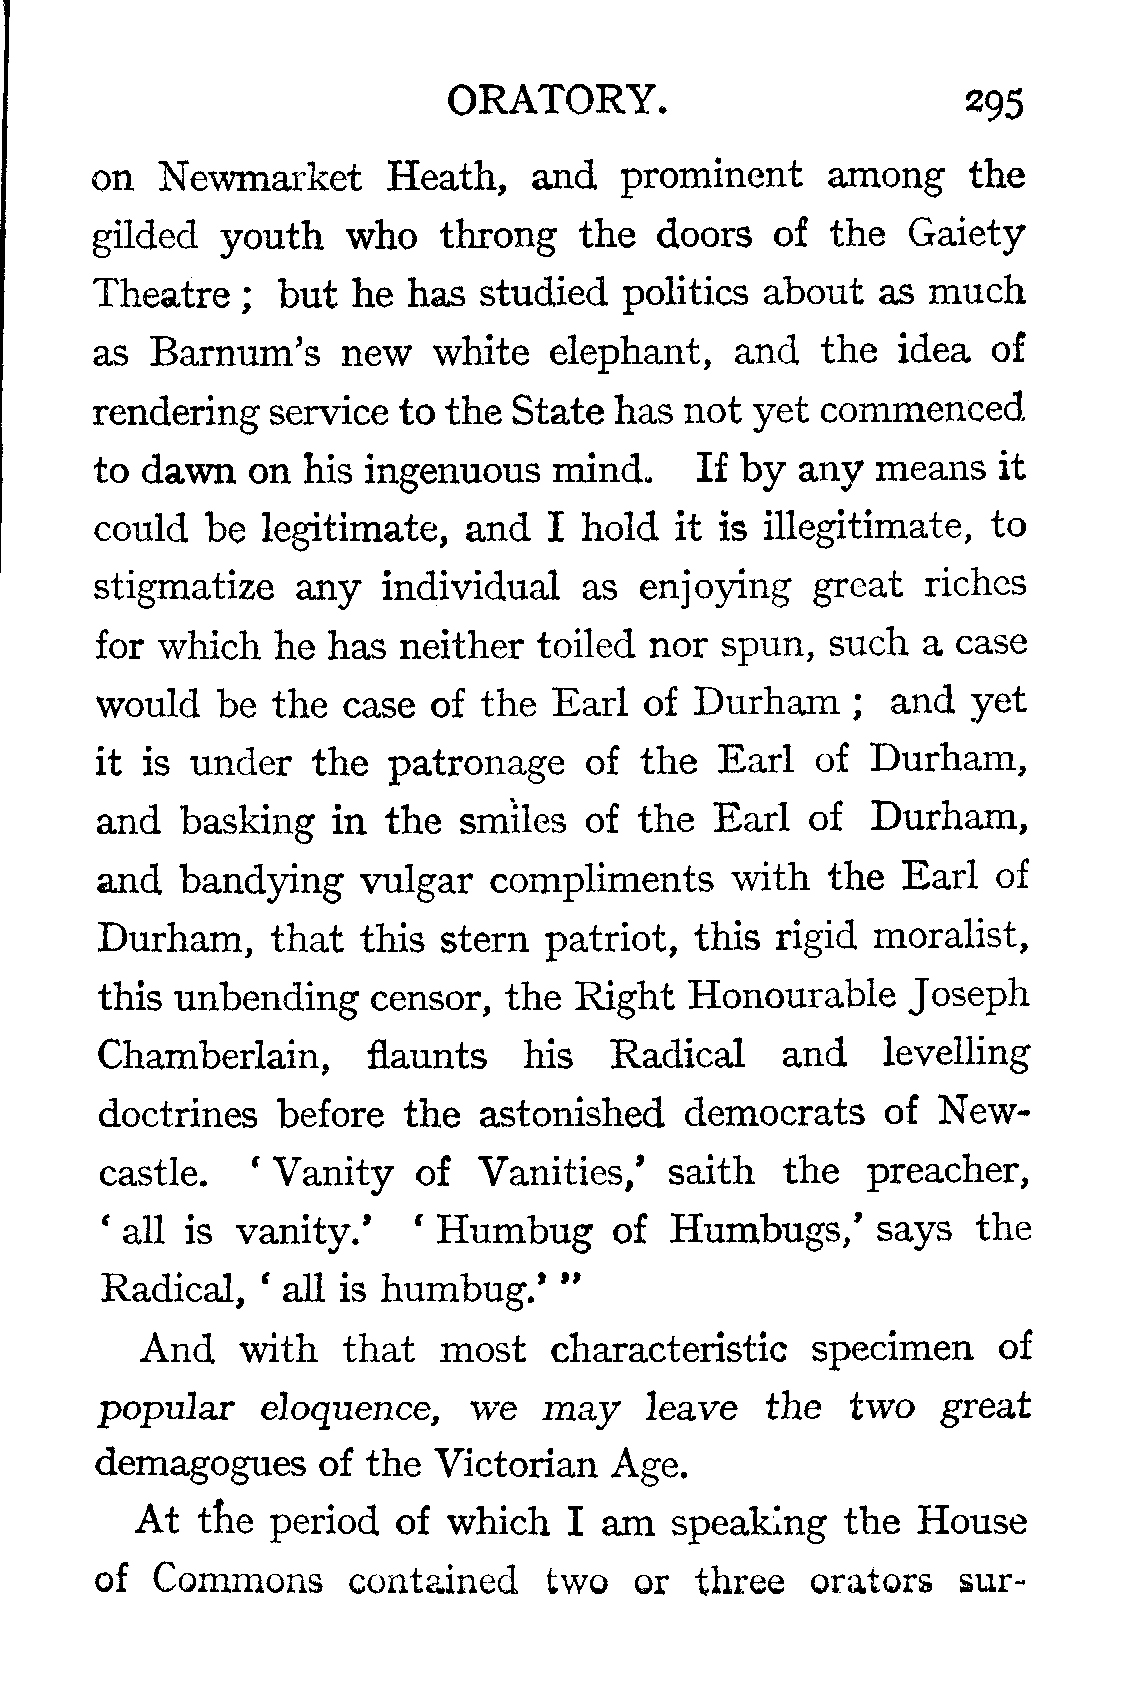 ORATORY. 295
on Newmarket Heath, and prominent among the
gilded youth who throng the doors of the Gaiety
Theatre ; but he has studied politics about as much
as Barnum's new white elephant, and the idea of
rendering service to the State has not yet commenced
to dawn on his ingenuous mind. If by any means it
could be legitimate, and I hold it is illegitimate, to
stigmatize any individual as enjoying great riches
for which he has neither toiled nor spun, such a case
would be the case of the Earl of Durham ; and yet
it is under the patronage of the Earl of Durham,
and basking in the smiles of the Earl of Durham,
and bandying vulgar compliments with the Earl of
Durham, that this stern patriot, this rigid moralist,
this unbending censor, the Right Honourable Joseph
Chamberlain, flaunts his Radical and levelling
doctrines before the astonished democrats of New-
castle. ‘ Vanity of Vanities,’ saith the preacher,
‘ all is vanity.’ ‘ Humbug of Humbugs,’ says the
Radical, ‘ all is humbug.’ ”
And with that most characteristic specimen of
popular eloquence, we may leave the two great
demagogues of the Victorian Age.
At the period of which I am speaking the House
of Commons contained two or three orators sur-